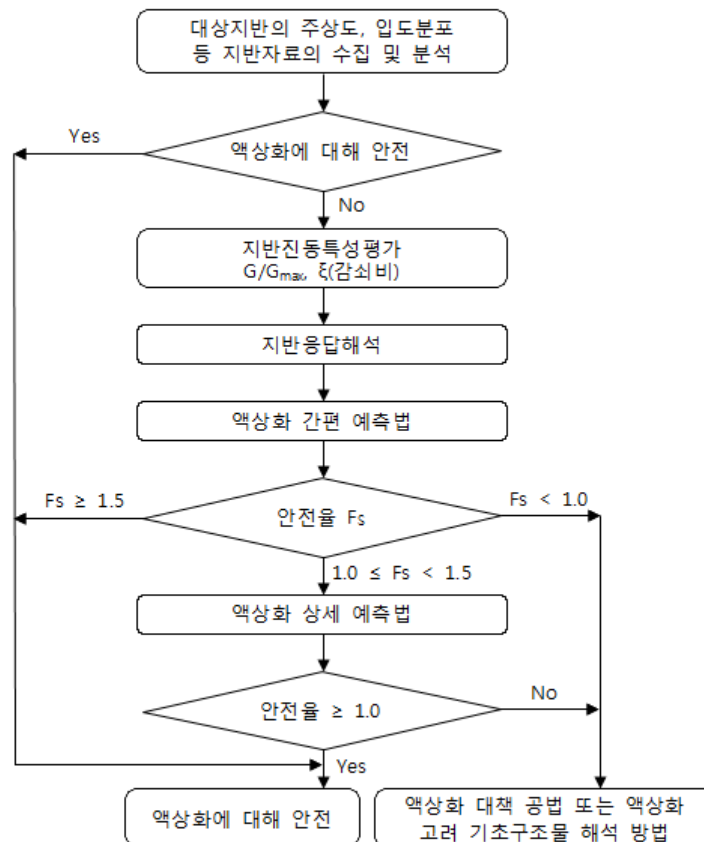 대상지반의 주상도, 입도분포
등 지반자료의 수집 및 분석
Yes
액상화에 대해 안전
No
지반진동특성평가
G/Gmax, ξ(감쇠비)
지반응답해석
액상화 간편 예측법
Fs ≥ 1.5
안전율 Fs
Fs < 1.0
1.0 ≤ Fs < 1.5
액상화 상세 예측법
안전율 ≥ 1.0
No
Yes
액상화에 대해 안전
액상화 대책 공법 또는 액상화
고려 기초구조물 해석 방법